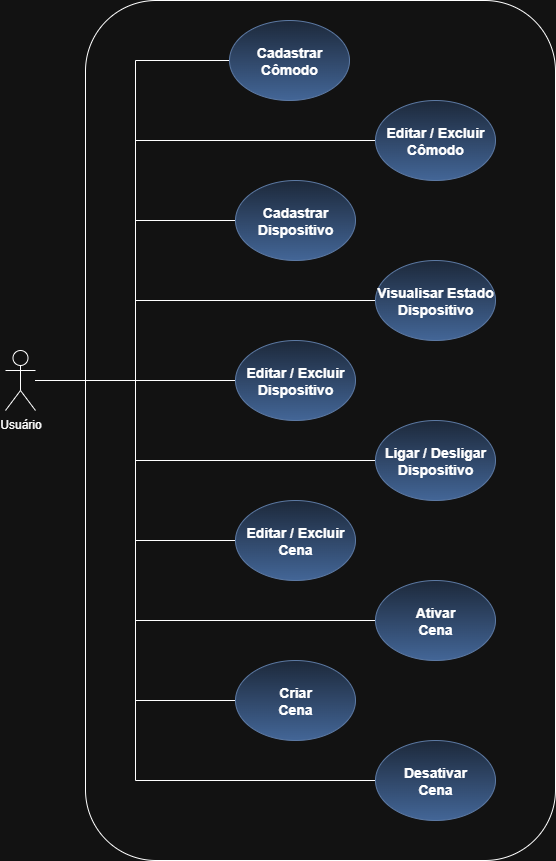 Cadastrar
Cômodo
Editar / Excluir
Cômodo
Cadastrar
Dispositivo
Visualisar Estado
Dispositivo
Editar / Excluir
Dispositivo
Usuário
Ligar / Desligar
Dispositivo
Editar / Excluir
Cena
Ativar
Cena
Criar
Cena
Desativar
Cena